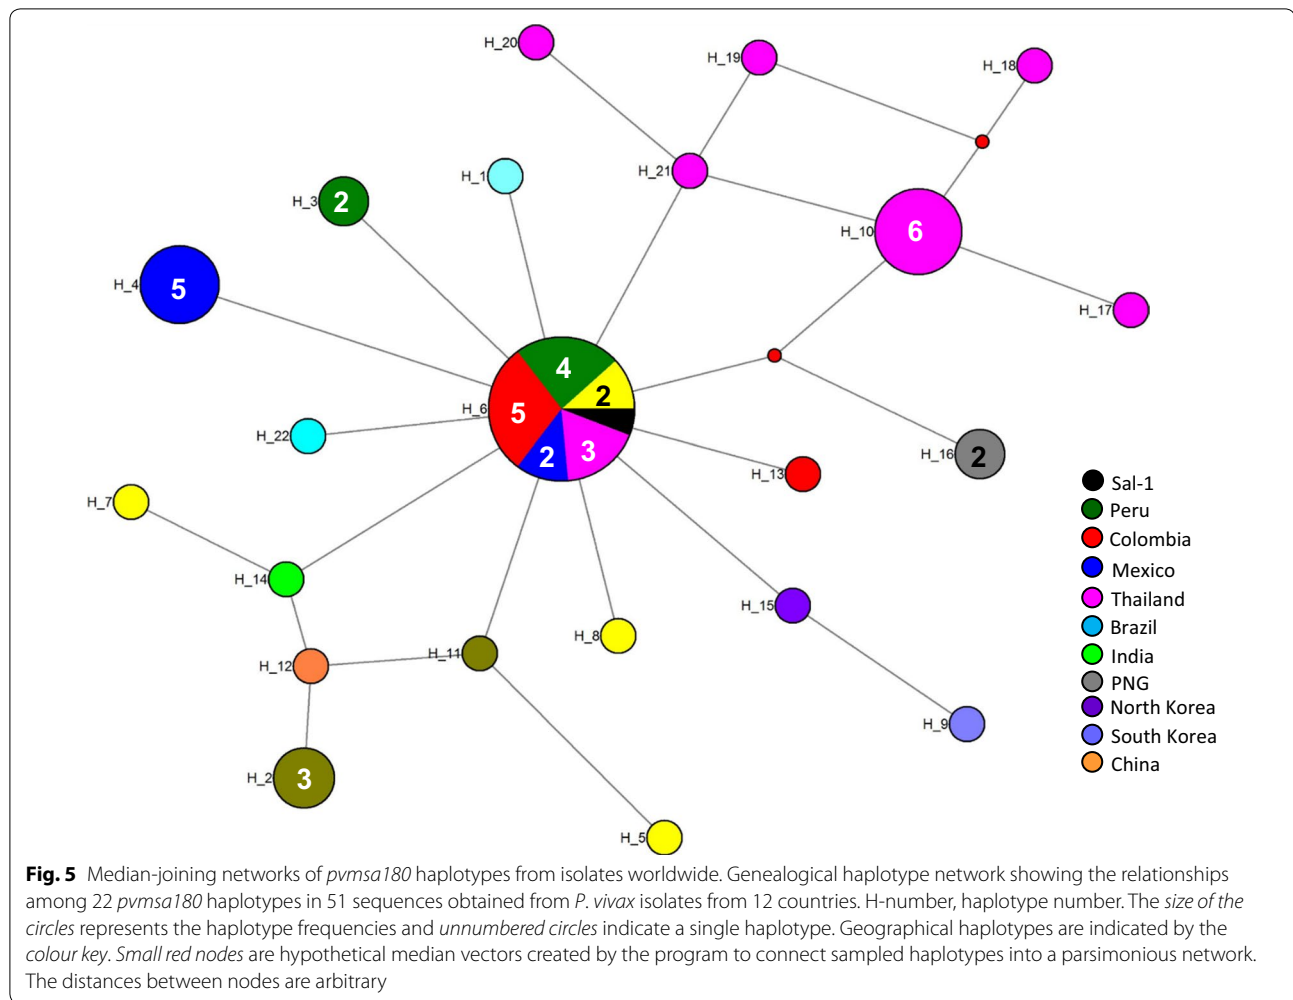 H_20
H_19
H_18
H_1
H_21
H_3
2
H_10
6
H_4
5
H_17
4
2
H_6
5
3
2
H_22
H_16
2
H_13
Sal-1
Peru
Colombia
Mexico
Thailand
Brazil
India
PNG
North Korea
South Korea
China
H_7
H_14
H_15
H_8
H_12
H_11
H_9
H_2
3
H_5
Fig. 5 Median-joining networks of pvmsa180 haplotypes from isolates worldwide. Genealogical haplotype network showing the relationships
among 22 pvmsa180 haplotypes in 51 sequences obtained from P. vivax isolates from 12 countries. H-number, haplotype number. The size of the
circles represents the haplotype frequencies and unnumbered circles indicate a single haplotype. Geographical haplotypes are indicated by the
colour key. Small red nodes are hypothetical median vectors created by the program to connect sampled haplotypes into a parsimonious network.
The distances between nodes are arbitrary